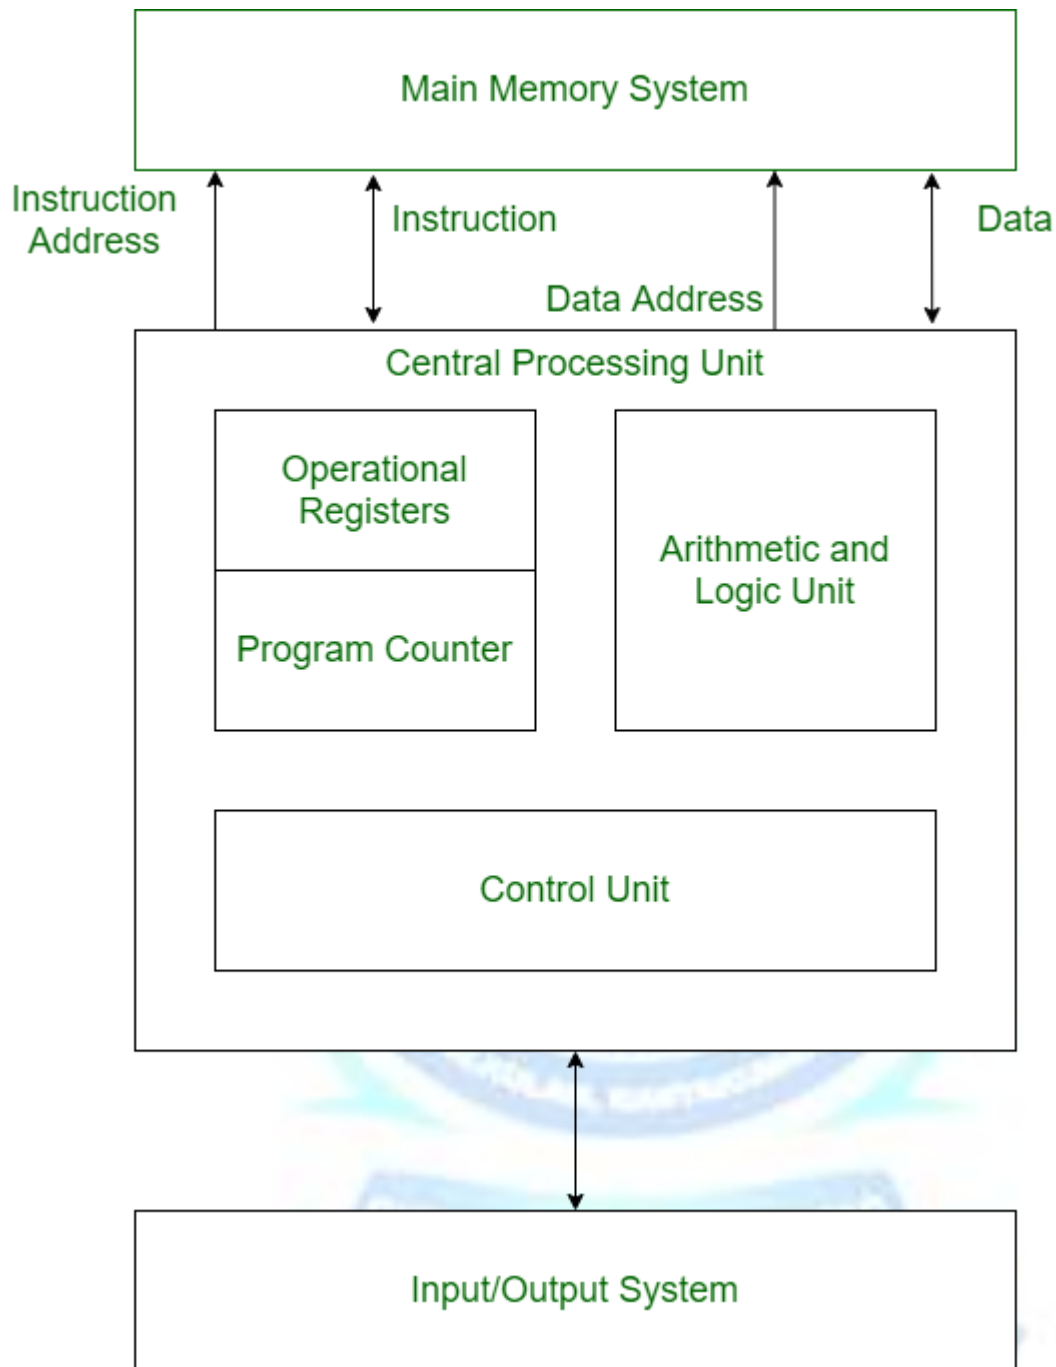 Main Memory System
Instruction
Address
Instruction
Data
Data Address
Central Processing Unit
Operational
Registers
Arithmetic and
Logic Unit
Program Counter
Control Unit
Input/Output System